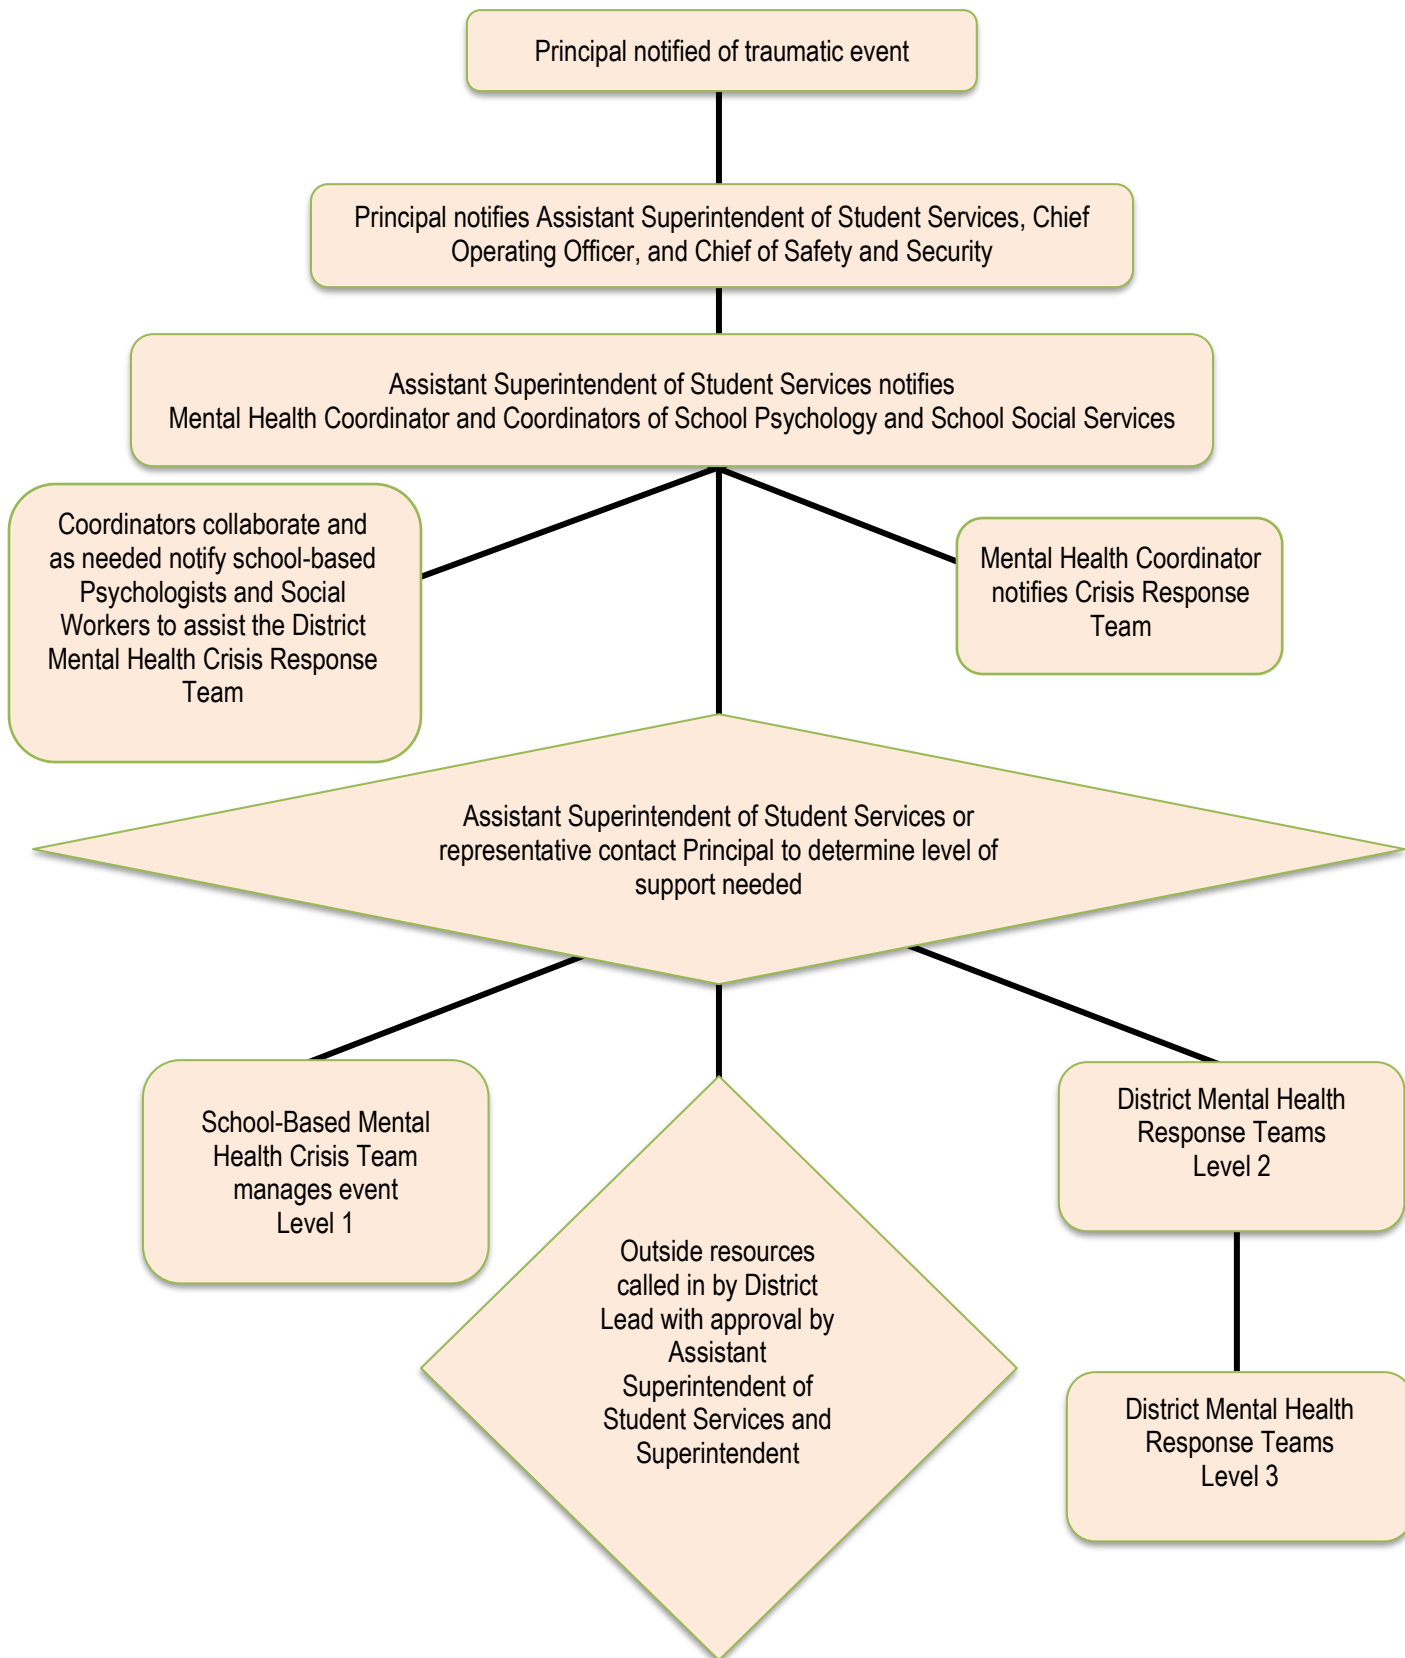 Principal notified of traumatic event
Principal notifies Assistant Superintendent of Student Services, Chief
Operating Officer, and Chief of Safety and Security
Assistant Superintendent of Student Services notifies
Mental Health Coordinator and Coordinators of School Psychology and School Social Services
Coordinators collaborate and
as needed notify school-based
Psychologists and Social
Workers to assist the District
Mental Health Crisis Response
Team
Mental Health Coordinator
notifies Crisis Response
Team
Assistant Superintendent of Student Services or
representative contact Principal to determine level of
support needed
School-Based Mental
Health Crisis Team
manages event
Level 1
Outside resources
called in by District
Lead with approval by
Assistant
Superintendent of
Student Services and
Superintendent
District Mental Health
Response Teams
Level 2
District Mental Health
Response Teams
Level 3